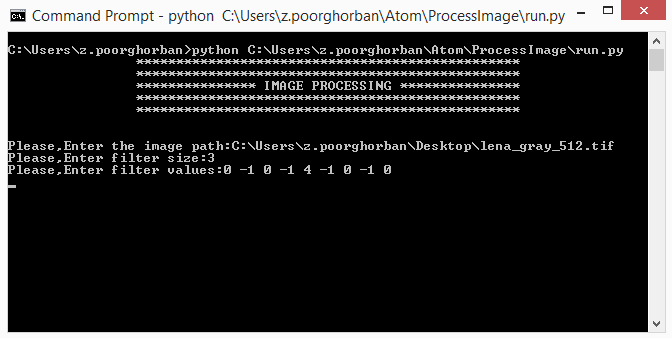 Command Prompt - python C:\Users\z.poorghorban\Atom\ProcessImage\run.py
C:\Users\z.poorghorban>python C:\Users\z.poorghorban\Atom\ProcessImage\run.py
************************************************
************************************************
*************** IMAGE PROCESSING ***************
************************************************
************************************************
Please,Enter the image path:C:\Users\z.poorghorban\Desktop\lena_gray_512.tif
Please,Enter filter size:3
Please,Enter filter values:0 -1 0 -1 4 -1 0 -1 0